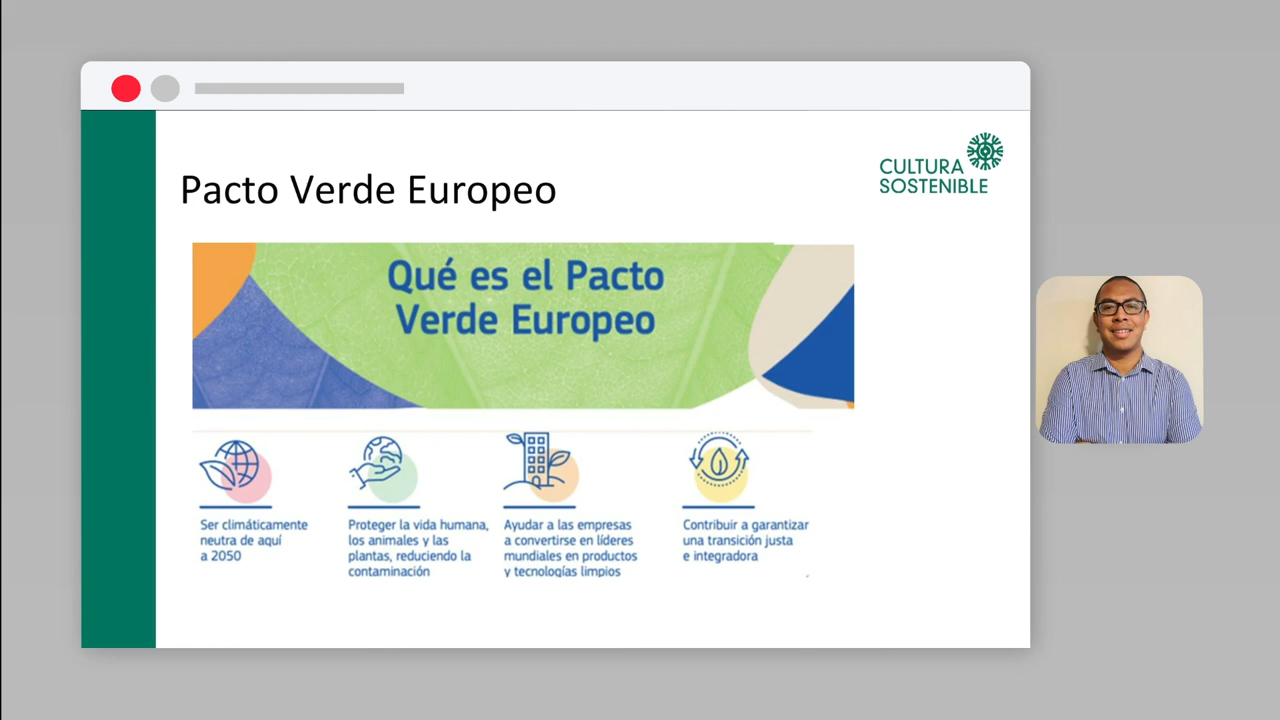 CULTURA
SOSTENIBLE
Pacto Verde Europeo
Qué es el Pacto
Verde Europeo
Ser climáticamente
neutra de aquí
a 2050
Proteger la vida humana,
los animales y las
plantas, reduciendo la
contaminación
Ayudar a las empresas
a convertirse en líderes
mundiales en productos
y tecnologías limpios
Contribuir a garantizar
una transición justa
e integradora